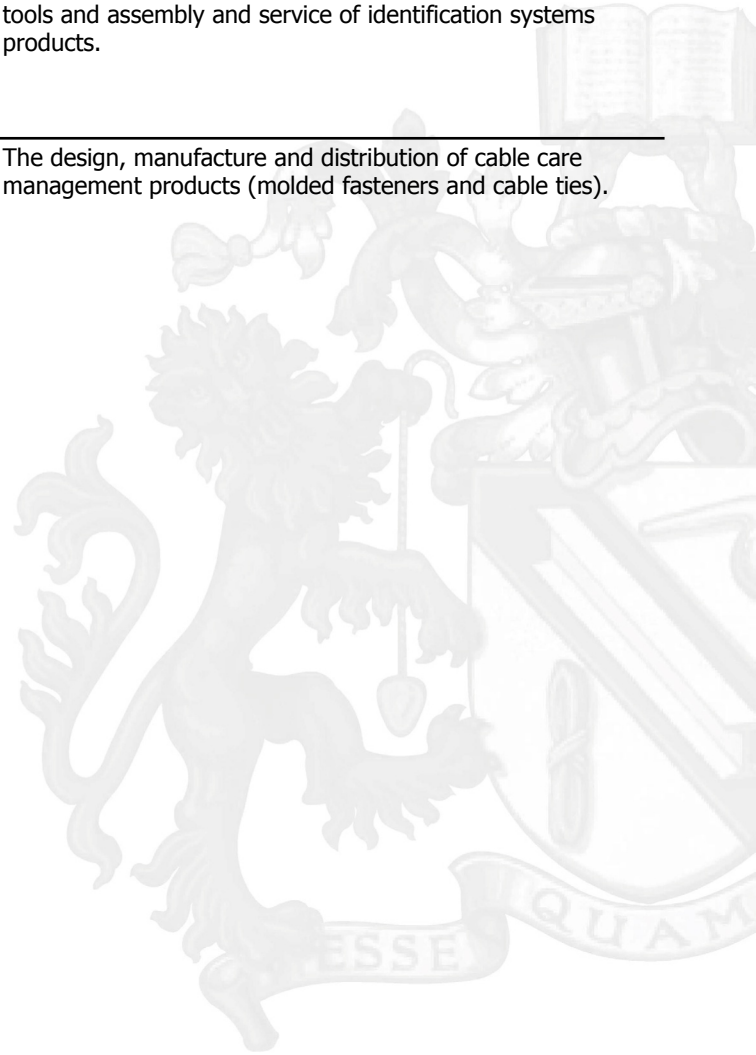 tools and assembly and service of identification systems
products.
The design, manufacture and distribution of cable care
management products (molded fasteners and cable ties).
ESSE
QUAM